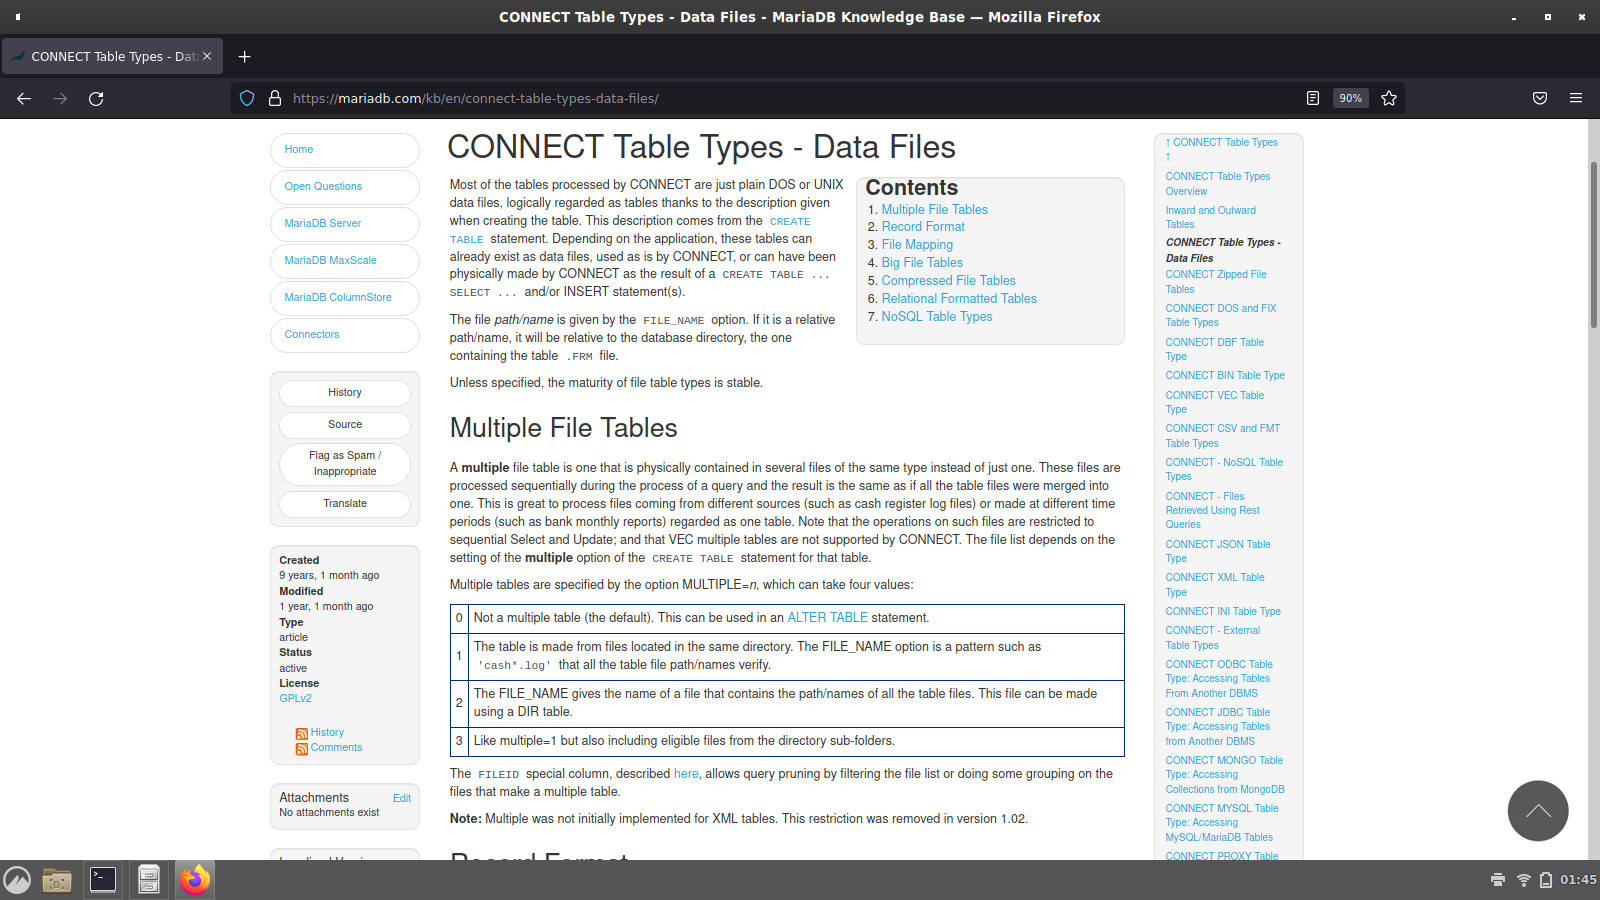 CONNECT Table Types - Data Files - MariaDB Knowledge Base — Mozilla Firefox
CONNECT Table Types - Dat
https://mariadb.com/kb/en/connect-table-types-data-files/
90%
Home
Open Questions
MariaDB Server
MariaDB MaxScale
MariaDB ColumnStore
Connectors
History
Source
Flag as Spam /
Inappropriate
Translate
Created
9 years, 1 month ago
Modified
1 year, 1 month ago
Type
article
Status
active
License
GPLv2
History
Comments
Attachments
Edit
No attachments exist
CONNECT Table Types - Data Files
Most of the tables processed by CONNECT are just plain DOS or UNIX
data files, logically regarded as tables thanks to the description given
when creating the table. This description comes from the CREATE
TABLE statement. Depending on the application, these tables can
already exist as data files, used as is by CONNECT, or can have been
physically made by CONNECT as the result of a CREATE TABLE ...
SELECT ... and/or INSERT statement(s).
The file path/name is given by the FILE_NAME option. If it is a relative
path/name, it will be relative to the database directory, the one
containing the table .FRM file.
Unless specified, the maturity of file table types is stable.
Contents
1. Multiple File Tables
2. Record Format
3. File Mapping
4. Big File Tables
5. Compressed File Tables
6. Relational Formatted Tables
7. NoSQL Table Types
Multiple File Tables
A multiple file table is one that is physically contained in several files of the same type instead of just one. These files are
processed sequentially during the process of a query and the result is the same as if all the table files were merged into
one. This is great to process files coming from different sources (such as cash register log files) or made at different time
periods (such as bank monthly reports) regarded as one table. Note that the operations on such files are restricted to
sequential Select and Update; and that VEC multiple tables are not supported by CONNECT. The file list depends on the
setting of the multiple option of the CREATE TABLE statement for that table.
Multiple tables are specified by the option MULTIPLE=n, which can take four values:
0 Not a multiple table (the default). This can be used in an ALTER TABLE statement.
1 The table is made from files located in the same directory. The FILE_NAME option is a pattern such as
'cash*.log' that all the table file path/names verify.
2 The FILE_NAME gives the name of a file that contains the path/names of all the table files. This file can be made
using a DIR table.
3 Like multiple=1 but also including eligible files from the directory sub-folders.
The FILEID special column, described here, allows query pruning by filtering the file list or doing some grouping on the
files that make a multiple table.
Note: Multiple was not initially implemented for XML tables. This restriction was removed in version 1.02.
Record Format
↑ CONNECT Table Types
↑
CONNECT Table Types
Overview
Inward and Outward
Tables
CONNECT Table Types -
Data Files
CONNECT Zipped File
Tables
CONNECT DOS and FIX
Table Types
CONNECT DBF Table
Type
CONNECT BIN Table Type
CONNECT VEC Table
Type
CONNECT CSV and FMT
Table Types
CONNECT - NoSQL Table
Types
CONNECT - Files
Retrieved Using Rest
Queries
CONNECT JSON Table
Type
CONNECT XML Table
Type
CONNECT INI Table Type
CONNECT - External
Table Types
CONNECT ODBC Table
Type: Accessing Tables
From Another DBMS
CONNECT JDBC Table
Type: Accessing Tables
from Another DBMS
CONNECT MONGO Table
Type: Accessing
Collections from MongoDB
CONNECT MYSQL Table
Type: Accessing
MySQL/MariaDB Tables
CONNECT PROXY Table
01:45